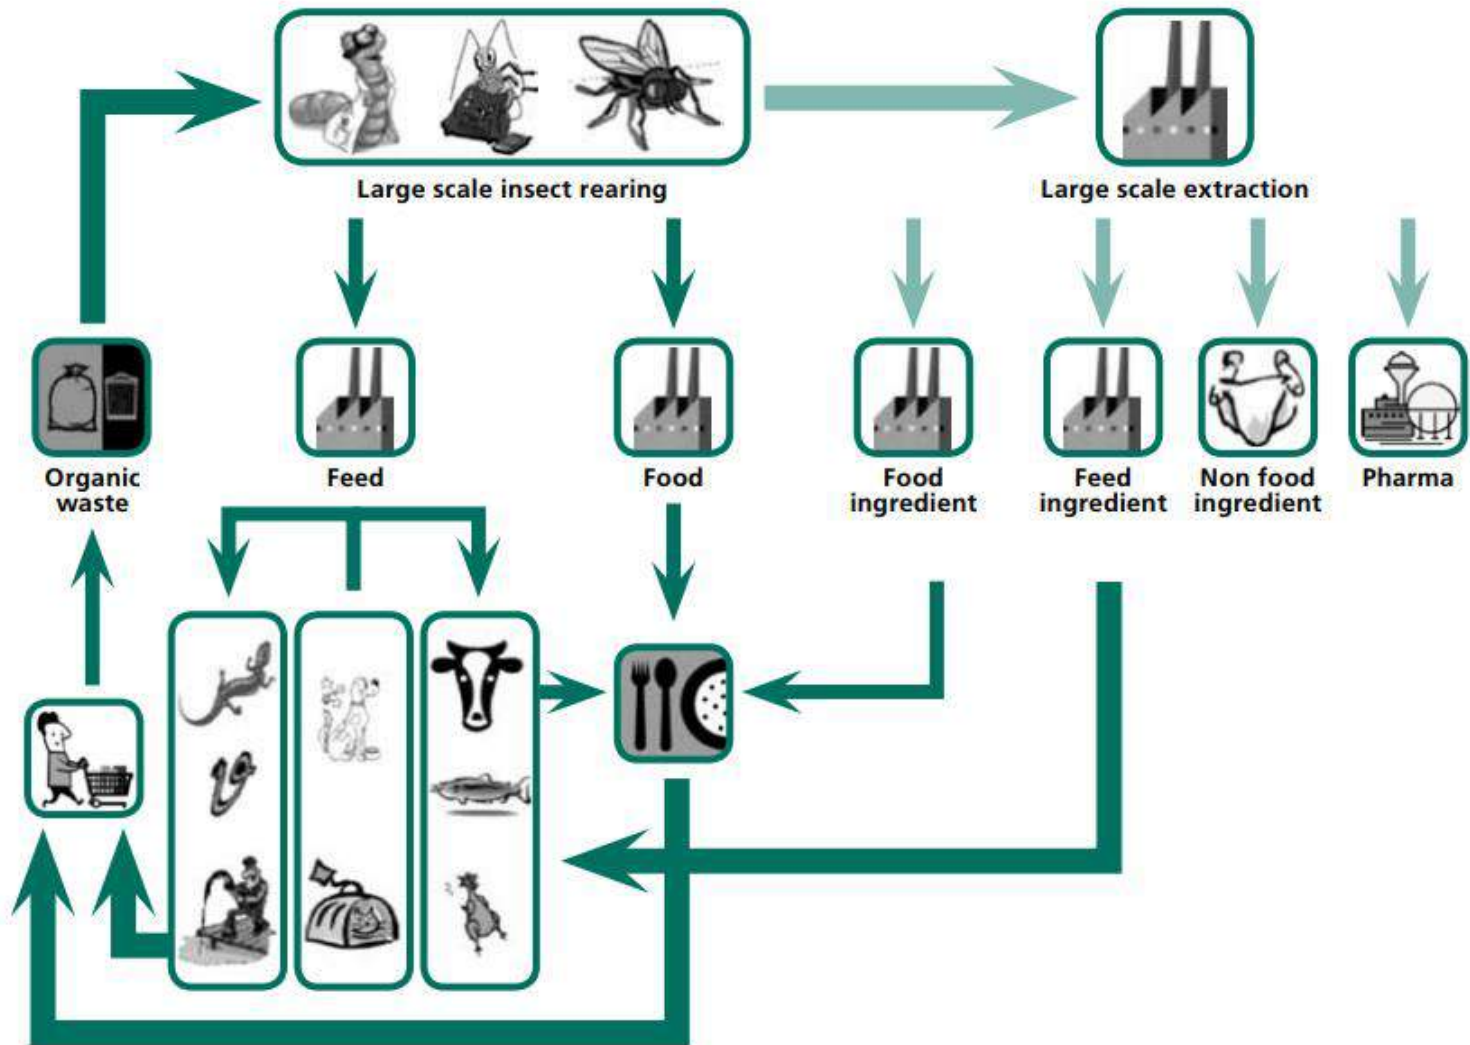 Large scale insect rearing
Large scale extraction
Organic
waste
Feed
Food
Food
ingredient
Feed
ingredient
Non food
ingredient
Pharma